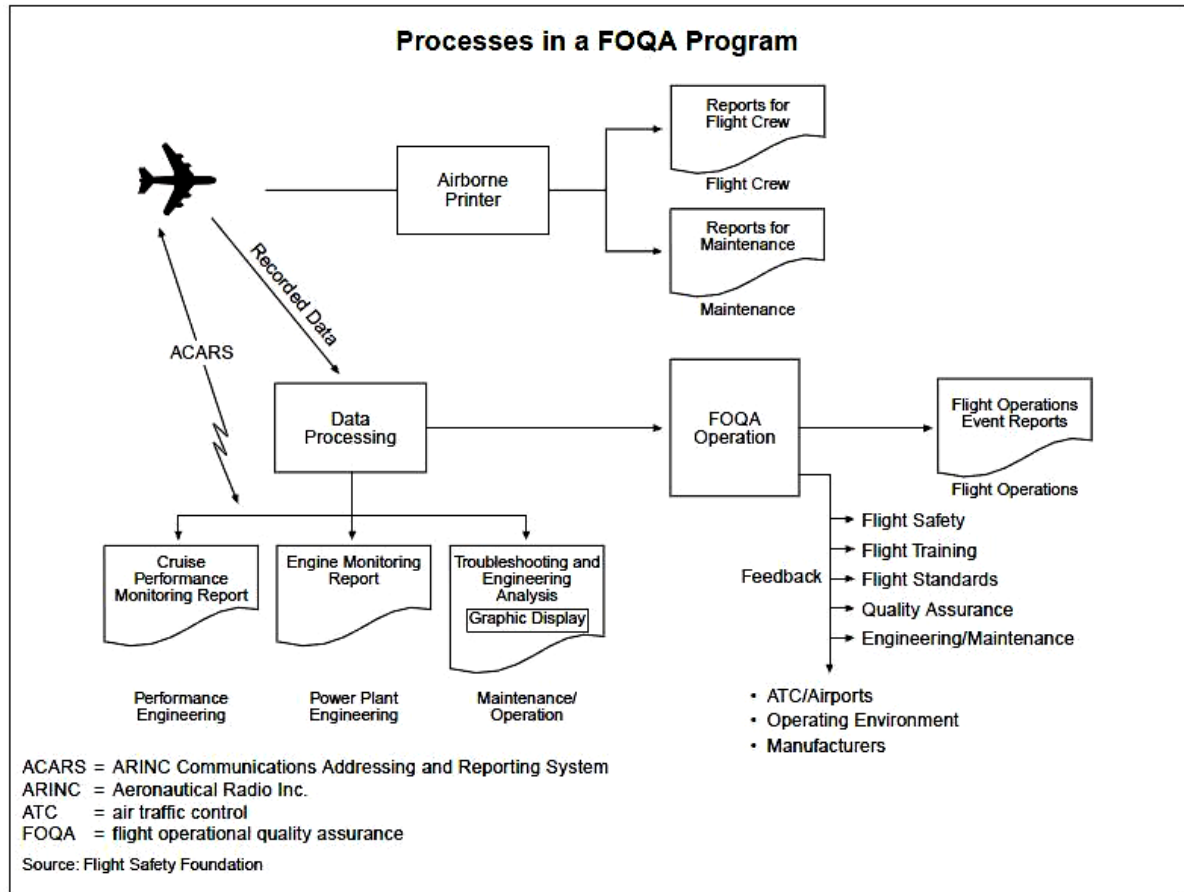 Processes in a FOQA Program
Reports for
Flight Crew
Flight Crew
Airborne
Printer
Reports for
Maintenance
Maintenance
Recorded Data
ACARS
Data
Processing
FOQA
Operation
Flight Operations
Event Reports
Flight Operations
Cruise
Performance
Monitoring Report
Engine Monitoring
Report
Troubleshooting and
Engineering
Analysis
Graphic Display
Performance
Engineering
Power Plant
Engineering
Maintenance/
Operation
Feedback
Flight Safety
Flight Training
Flight Standards
Quality Assurance
Engineering/Maintenance
• ATC/Airports
• Operating Environment
• Manufacturers
ACARS = ARINC Communications Addressing and Reporting System
ARINC = Aeronautical Radio Inc.
ATC = air traffic control
FOQA = flight operational quality assurance
Source: Flight Safety Foundation